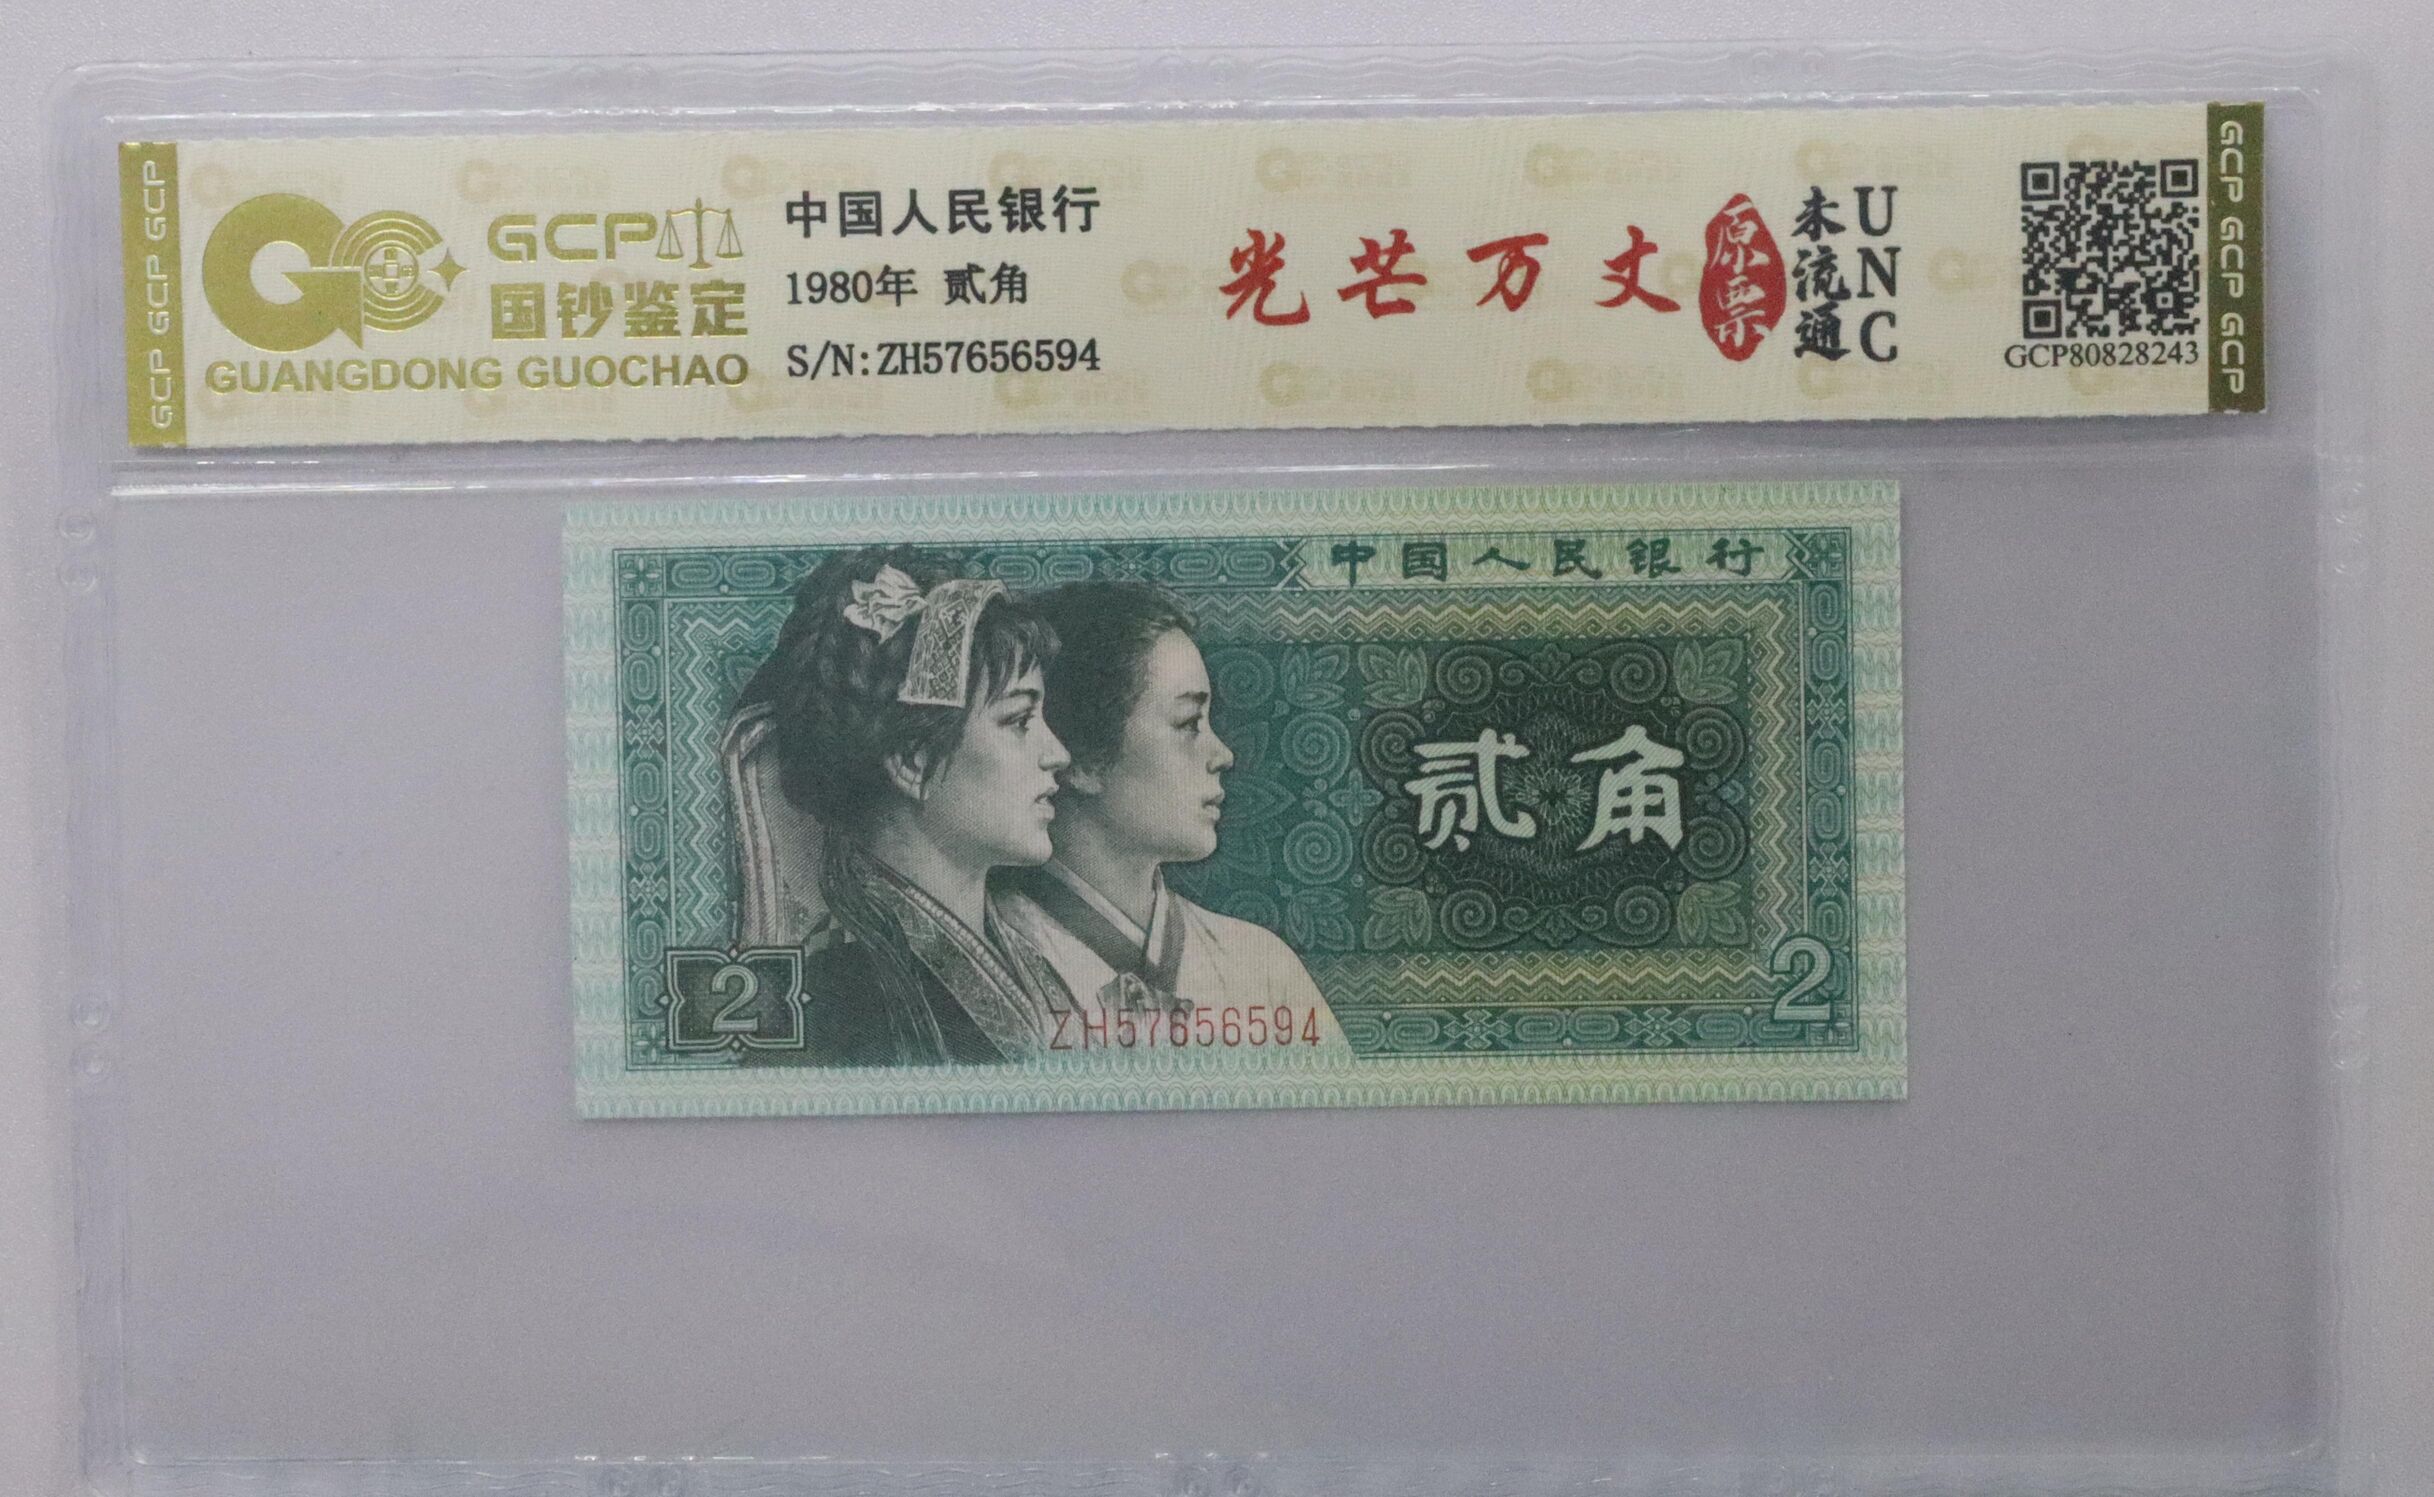 GCP GCP GCP
GCP
国钞鉴定
GUANGDONG GUOCHAO
中国人民银行
1980年 贰角
S/N:ZH57656594
光芒万丈
原票
未流通
UNC
GCP80828243
GCP GCP GCP
中国人民银行
贰角
2
2
ZH57656594